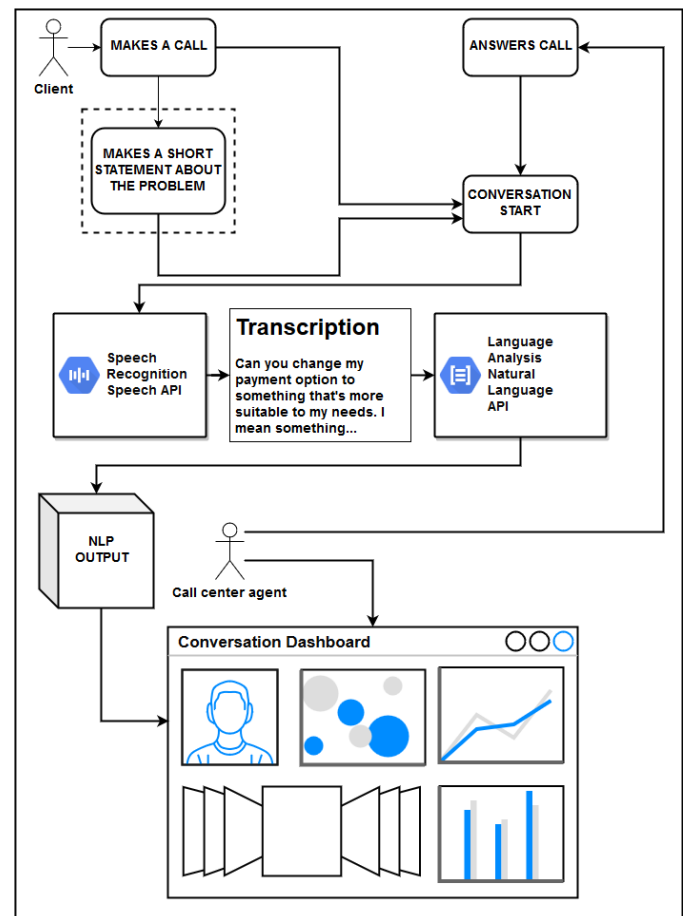 MAKES A CALL
ANSWERS CALL
Client
MAKES A SHORT
STATEMENT ABOUT
THE PROBLEM
CONVERSATION
START
Speech
Recognition
Speech API
Transcription
Can you change my
payment option to
something that's more
suitable to my needs. I
mean something...
Language
Analysis
Natural
Language
API
NLP
OUTPUT
Call center agent
Conversation Dashboard